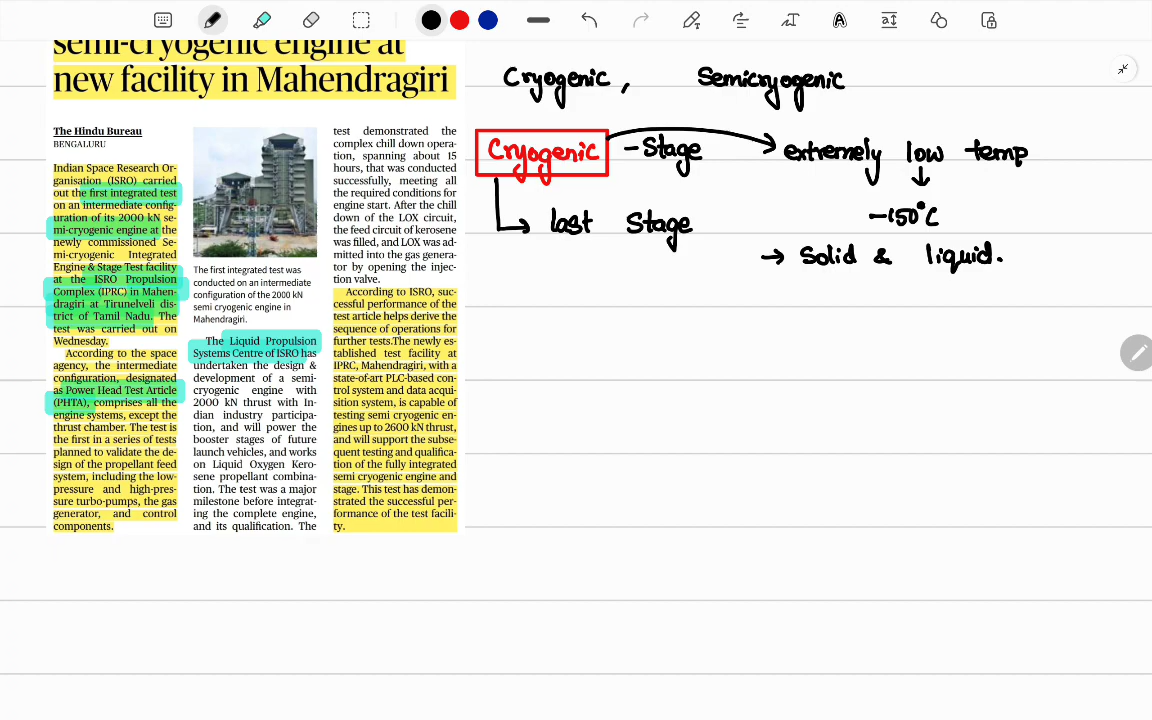 semi-cryogenic engine at
new facility in Mahendragiri
The Hindu Bureau
BENGALURU
Indian Space Research Or-
ganisation (ISRO) carried
out the first integrated test
on an intermediate config-
uration of its 2000 kN se-
mi-cryogenic engine at the
newly commissioned Se-
mi-cryogenic Integrated
Engine & Stage Test facility
at the ISRO Propulsion
Complex (IPRC) in Mahen-
dragiri at Tirunelveli dis-
trict of Tamil Nadu. The
test was carried out on
Wednesday.
According to the space
agency, the intermediate
configuration, designated
as Power Head Test Article
(PHTA), comprises all the
engine systems, except the
thrust chamber. The test is
the first in a series of tests
planned to validate the de-
sign of the propellant feed
system, including the low-
pressure and high-pres-
sure turbo-pumps, the gas
generator, and control
components.
The first integrated test was
conducted on an intermediate
configuration of the 2000 kN
semi cryogenic engine in
Mahendragiri.
The Liquid Propulsion
Systems Centre of ISRO has
undertaken the design &
development of a semi-
cryogenic engine with
2000 kN thrust with In-
dian industry participa-
tion, and will power the
booster stages of future
launch vehicles, and works
on Liquid Oxygen Kero-
sene propellant combina-
tion. The test was a major
milestone before integrat-
ing the complete engine,
and its qualification. The
test demonstrated the
complex chill down opera-
tion, spanning about 15
hours, that was conducted
successfully, meeting all
the required conditions for
engine start. After the chill
down of the LOX circuit,
the feed circuit of kerosene
was filled, and LOX was ad-
mitted into the gas genera-
tor by opening the injec-
tion valve.
According to ISRO, suc-
cessful performance of the
test article helps derive the
sequence of operations for
further tests.The newly es-
tablished test facility at
IPRC, Mahendragiri, with a
state-of-art PLC-based con-
trol system and data acqui-
sition system, is capable of
testing semi cryogenic en-
gines up to 2600 kN thrust,
and will support the subse-
quent testing and qualifica-
tion of the fully integrated
semi cryogenic engine and
stage. This test has demon-
strated the successful per-
formance of the test facili-
ty.
Cryogenic, Semicryogenic
Cryogenic - Stage → extremely low temp
↓
→ last Stage -150°C
→ Solid & liquid.